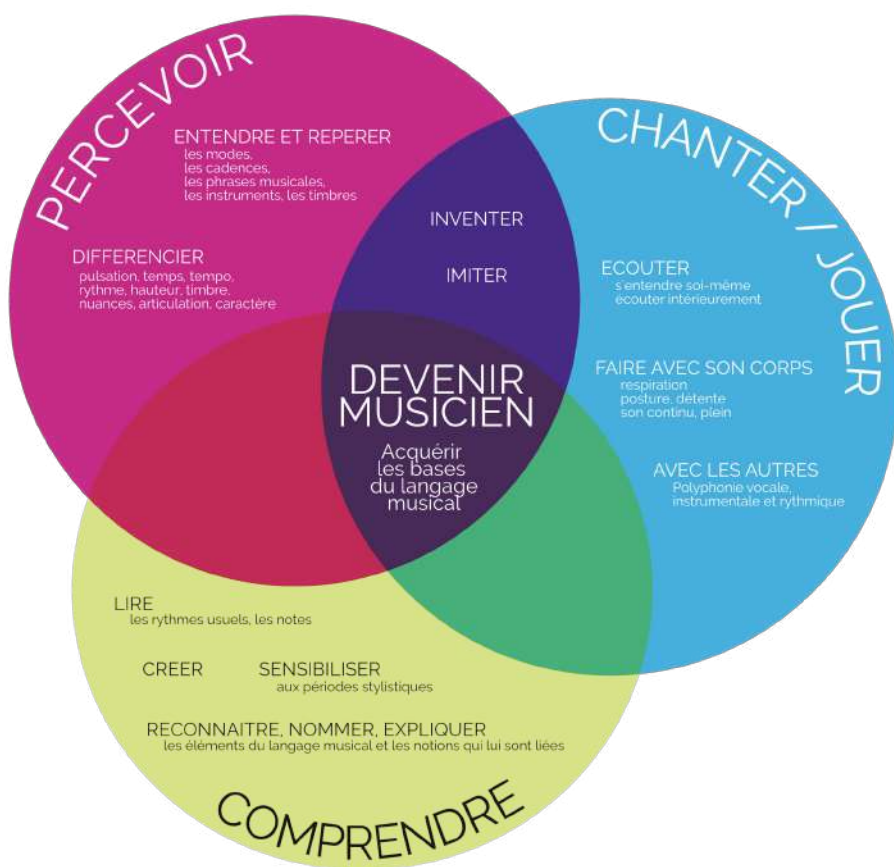 PERCEVOIR
ENTENDRE ET REPERER
les modes,
les cadences,
les phrases musicales,
les instruments, les timbres
DIFFERENCIER
pulsation, temps, tempo,
rythme, hauteur, timbre,
nuances, articulation, caractère
INVENTER
IMITER
CHANTER / JOUER
ECOUTER
s'entendre soi-même
écouter intérieurement
FAIRE AVEC SON CORPS
respiration
posture, détente
son continu, plein
AVEC LES AUTRES
Polyphonie vocale,
instrumentale et rythmique
DEVENIR
MUSICIEN
Acquérir
les bases
du langage
musical
LIRE
les rythmes usuels, les notes
CREER
SENSIBILISER
aux périodes stylistiques
RECONNAITRE, NOMMER, EXPLIQUER
les éléments du langage musical et les notions qui lui sont liées
COMPRENDRE